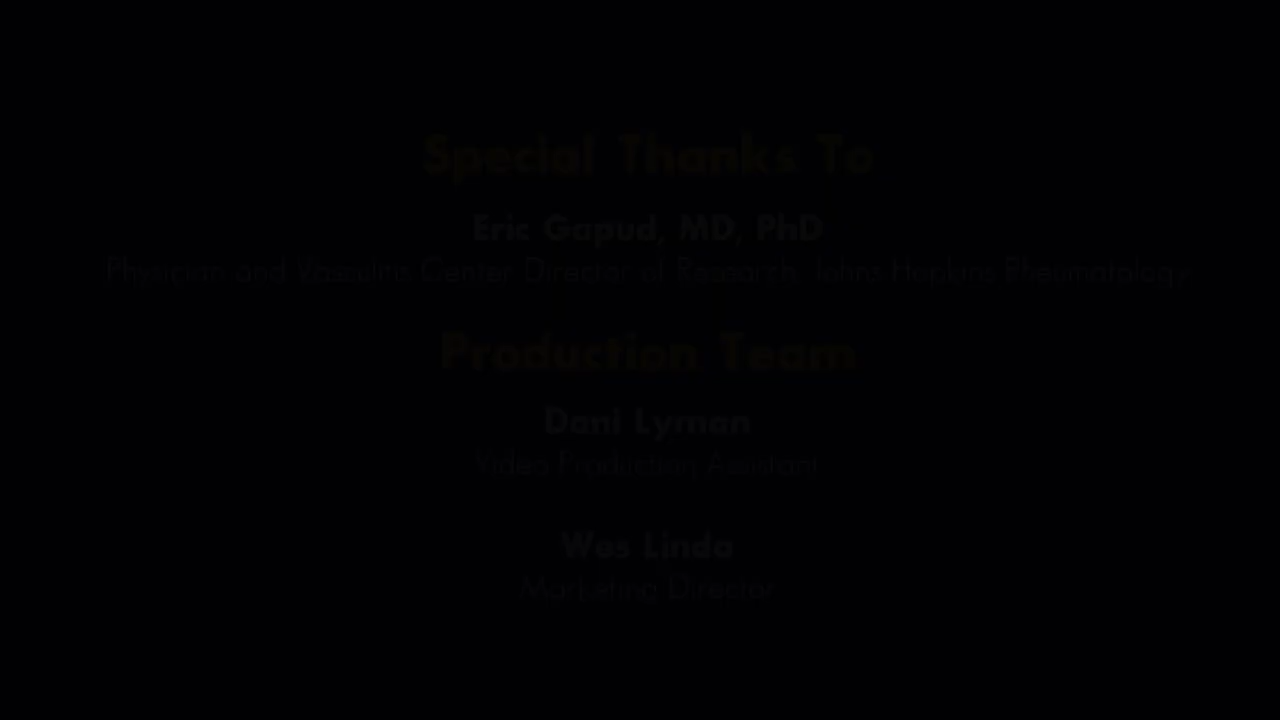 Special Thanks To
Eric Gapud, MD, PhD
Physician and Vasculitis Center Director of Research, Johns Hopkins Rheumatology
Production Team
Dani Lyman
Video Production Assistant
Wes Linda
Marketing Director